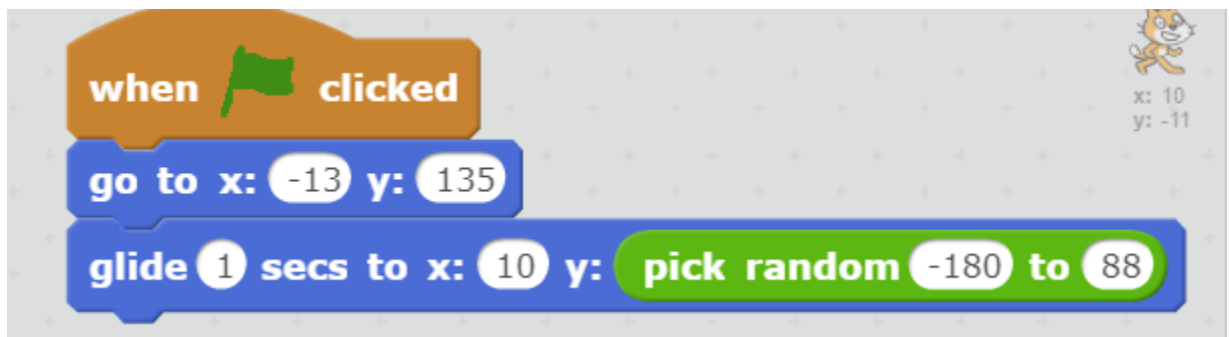 when clicked
x: 10
y: -11
go to x: -13 y: 135
glide 1 secs to x: 10 y: pick random -180 to 88